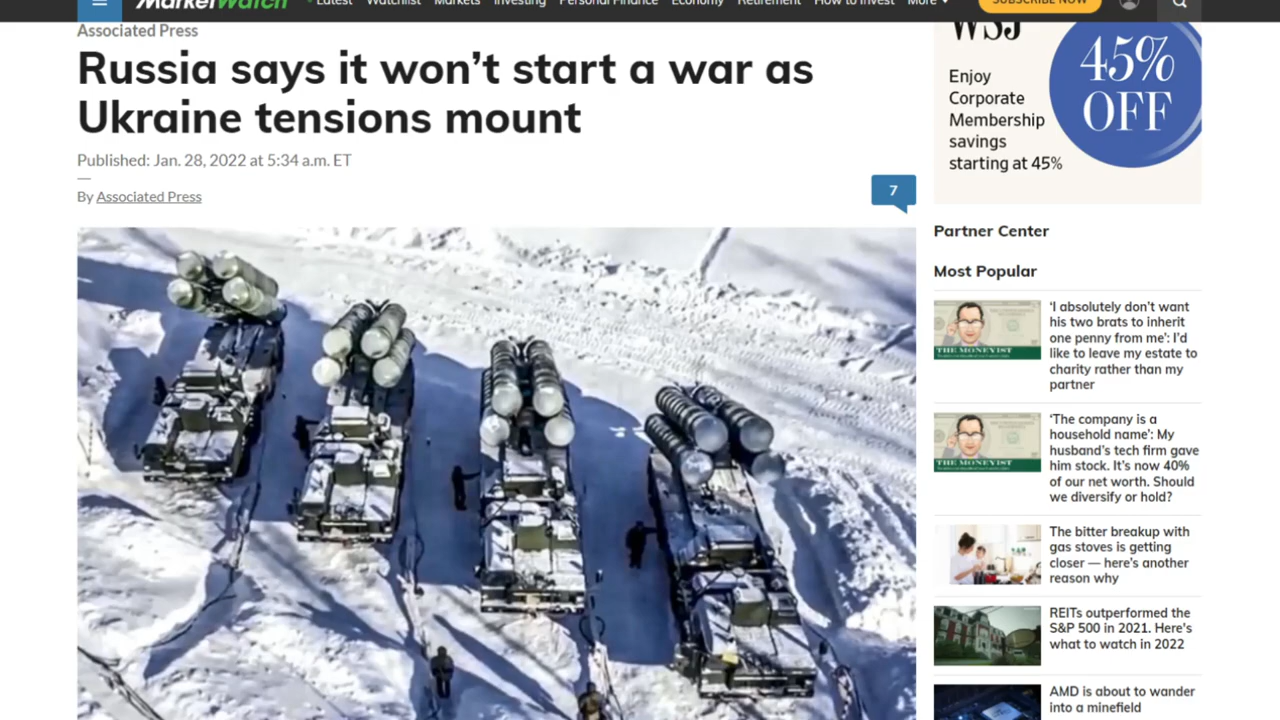 MarketWatch
Latest Watchlist Markets Investing Personal Finance Economy Retirement How to Invest More
SUBSCRIBE NOW
Associated Press
Russia says it won’t start a war as
Ukraine tensions mount
Published: Jan. 28, 2022 at 5:34 a.m. ET
By Associated Press
7
WSJ
Enjoy
Corporate
Membership
savings
starting at 45%
45%
OFF
Partner Center
Most Popular
THE MONEYIST
‘I absolutely don’t want
his two brats to inherit
one penny from me’: I’d
like to leave my estate to
charity rather than my
partner
THE MONEYIST
‘The company is a
household name’: My
husband’s tech firm gave
him stock. It’s now 40%
of our net worth. Should
we diversify or hold?
The bitter breakup with
gas stoves is getting
closer — here’s another
reason why
REITs outperformed the
S&P 500 in 2021. Here's
what to watch in 2022
AMD is about to wander
into a minefield